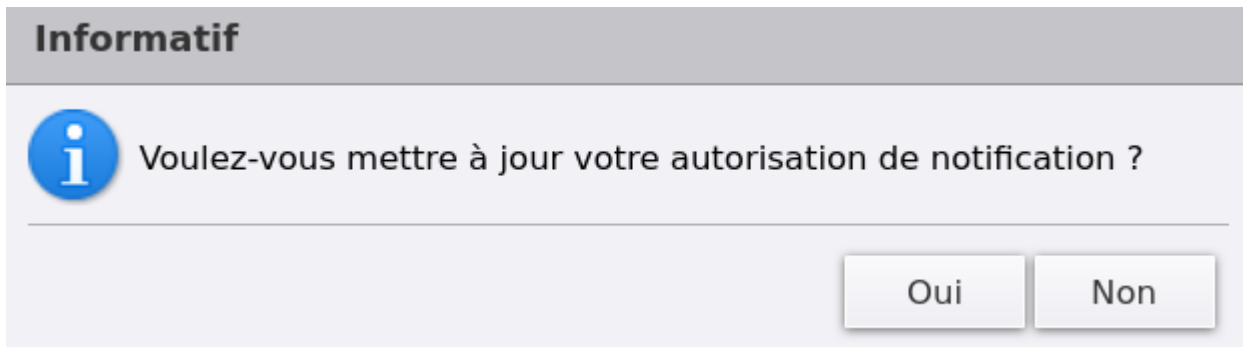 Informatif
Voulez-vous mettre à jour votre autorisation de notification ?
Oui Non